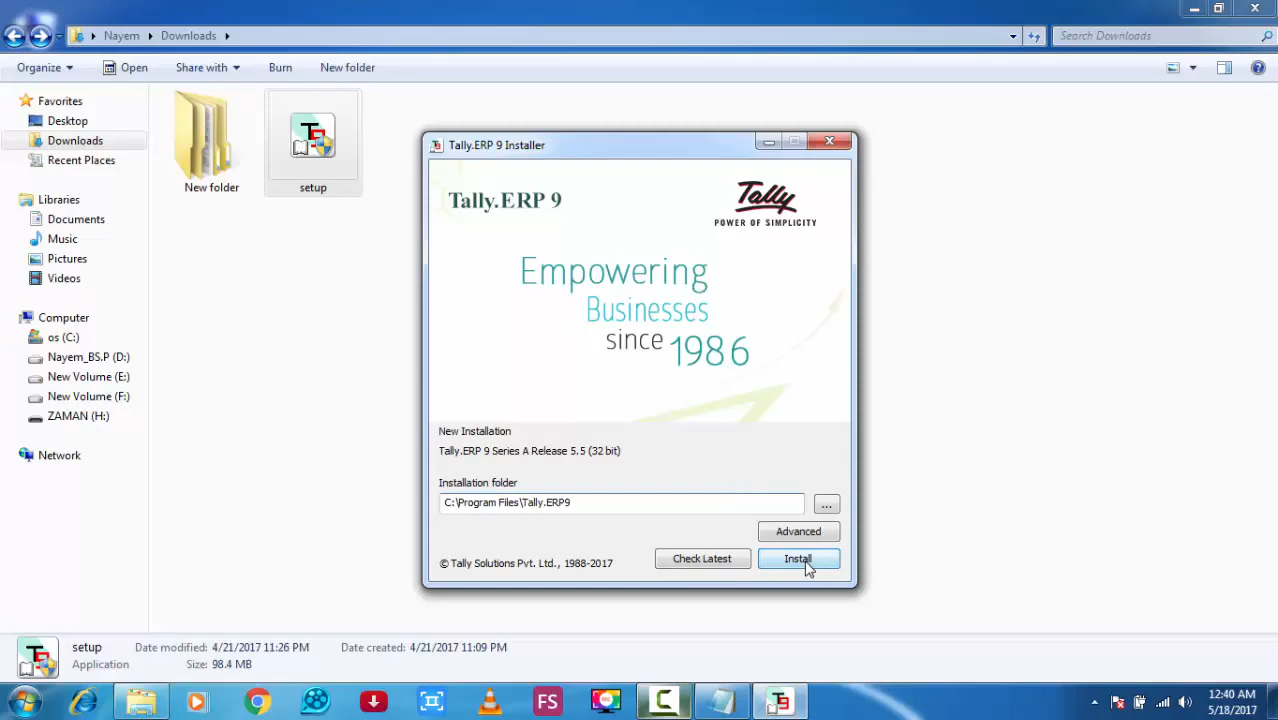 Nayem
Downloads
Search Downloads
Organize
Open
Share with
Burn
New folder
Favorites
Desktop
Downloads
Recent Places
Libraries
Documents
Music
Pictures
Videos
Computer
os (C:)
Nayem_BS.P (D:)
New Volume (E:)
New Volume (F:)
ZAMAN (H:)
Network
New folder
setup
Tally.ERP 9 Installer
Tally.ERP 9
Tally
POWER OF SIMPLICITY
Empowering
Businesses
since 1986
New Installation
Tally.ERP 9 Series A Release 5.5 (32 bit)
Installation folder
C:\Program Files\Tally.ERP9
...
Advanced
© Tally Solutions Pvt. Ltd., 1988-2017
Check Latest
Install
setup Date modified: 4/21/2017 11:26 PM Date created: 4/21/2017 11:09 PM
Application Size: 98.4 MB
FS
12:40 AM
5/18/2017